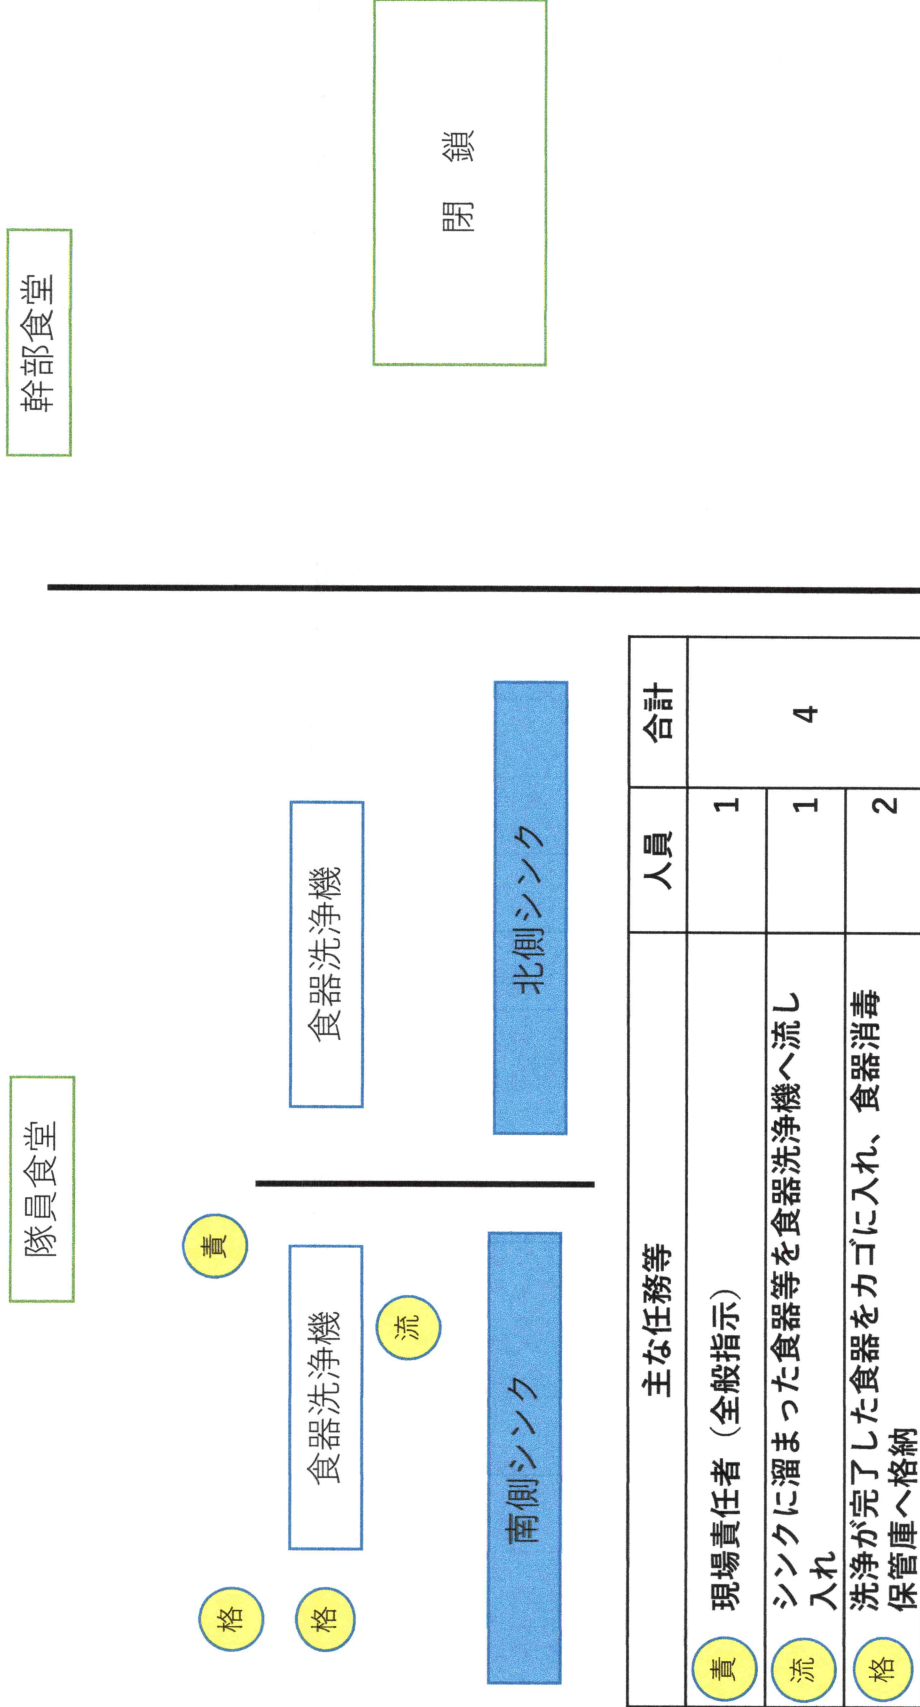 隊員食堂
幹部食堂
格
責
格
食器洗浄機
食器洗浄機
流
閉 鎖
南側シンク
北側シンク
主な任務等 人員 合計
責 現場責任者（全般指示） 1
流 シンクに溜まった食器等を食器洗浄機へ流し
入れ 1 4
格 洗浄が完了した食器をカゴに入れ、食器消毒
保管庫へ格納 2